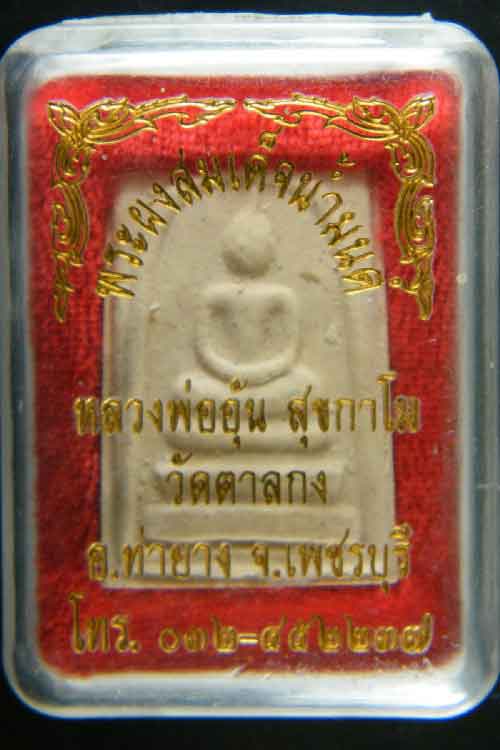 พระผงสมเด็จน้ำมนต์
หลวงพ่ออุ้น สุขกาโม
วัดตาลกง
อ.ท่ายาง จ.เพชรบุรี
โทร. ๐๓๒=๔๕๒๒๓๗